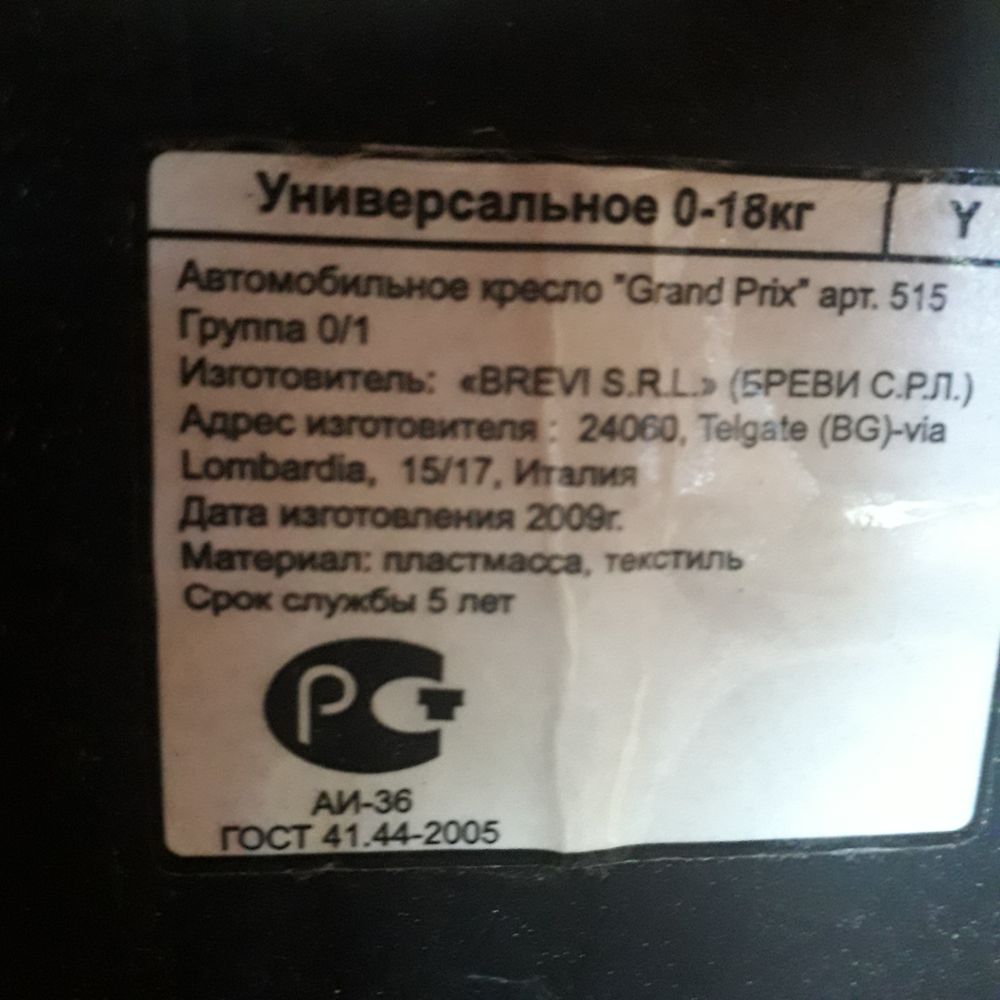 Универсальное 0-18кг Y
Автомобильное кресло "Grand Prix" арт. 515
Группа 0/1
Изготовитель: «BREVI S.R.L.» (БРЕВИ С.Р.Л.)
Адрес изготовителя : 24060, Telgate (BG)-via
Lombardia, 15/17, Италия
Дата изготовления 2009г.
Материал: пластмасса, текстиль
Срок службы 5 лет
РСТ
АИ-36
ГОСТ 41.44-2005